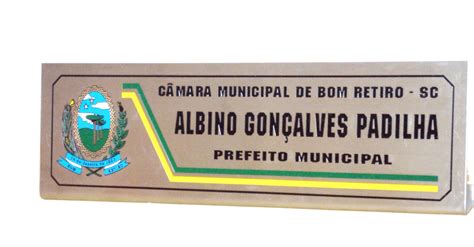 CÂMARA MUNICIPAL DE BOM RETIRO - SC
ALBINO GONÇALVES PADILHA
PREFEITO MUNICIPAL